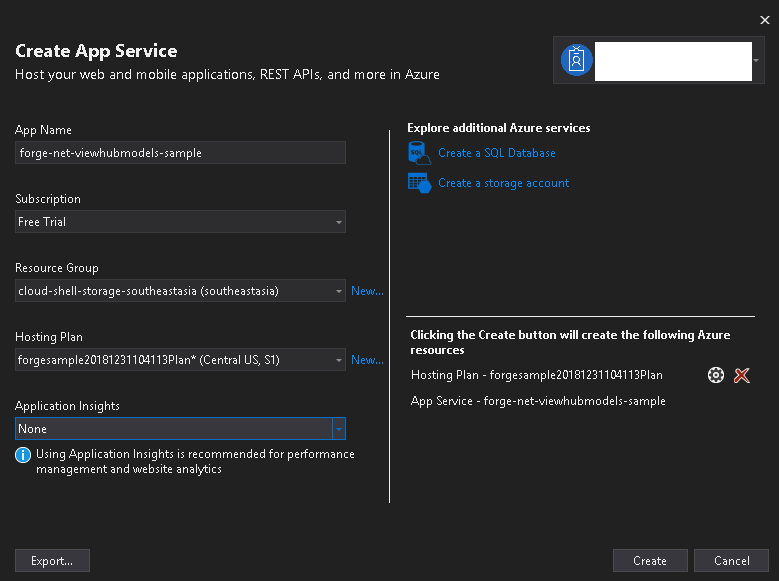 Create App Service
Host your web and mobile applications, REST APIs, and more in Azure
App Name
forge-net-viewhubmodels-sample
Subscription
Free Trial
Resource Group
cloud-shell-storage-southeastasia (southeastasia)
New...
Hosting Plan
forgesample20181231104113Plan* (Central US, S1)
New...
Application Insights
None
Using Application Insights is recommended for performance
management and website analytics
Explore additional Azure services
SQL
Create a SQL Database
Create a storage account
Clicking the Create button will create the following Azure
resources
Hosting Plan - forgesample20181231104113Plan
App Service - forge-net-viewhubmodels-sample
Export...
Create
Cancel